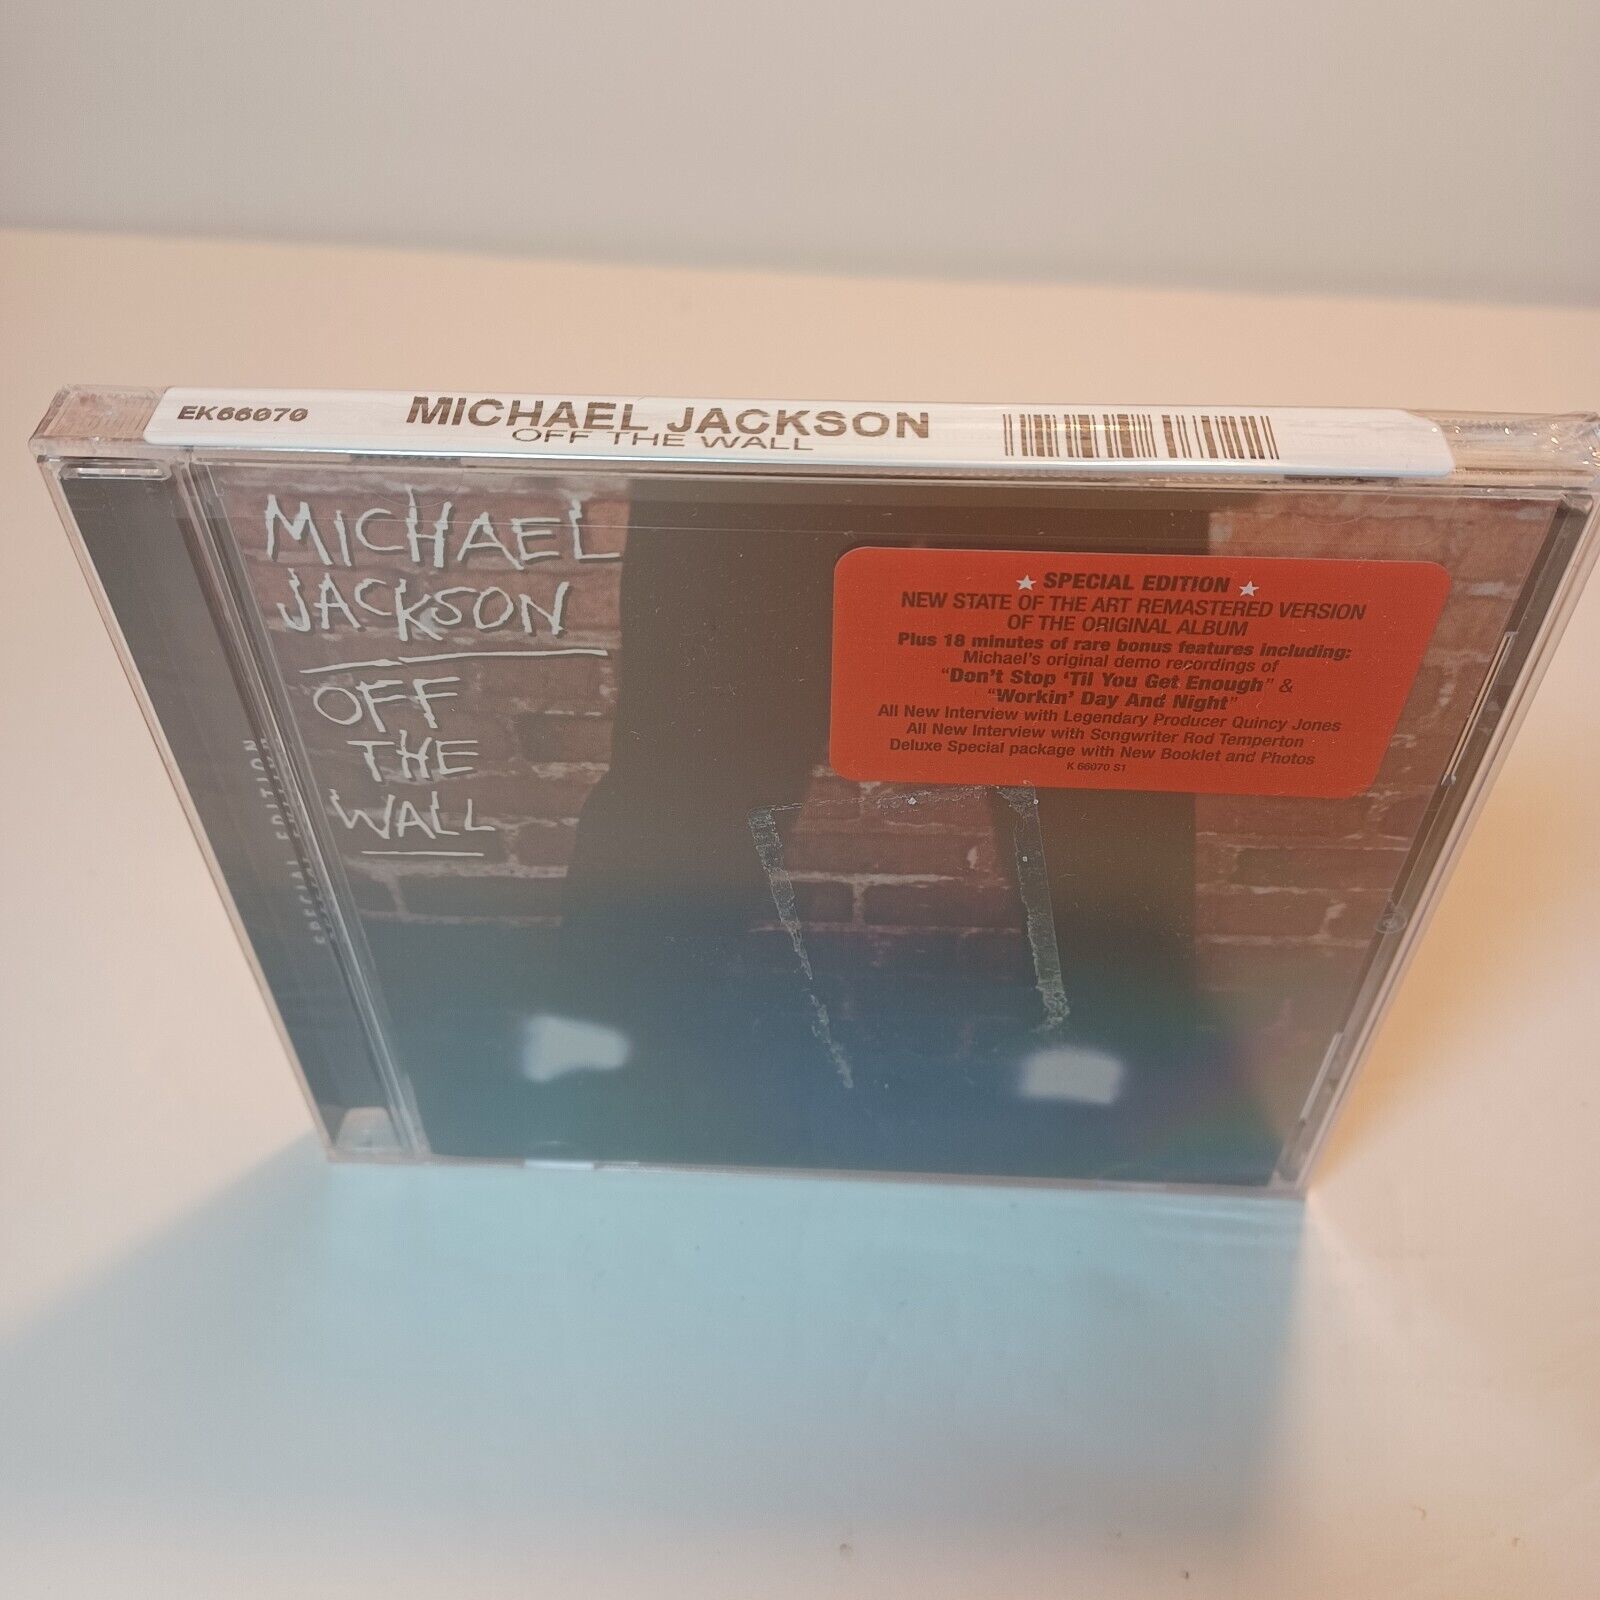 EK66070
MICHAEL JACKSON
OFF THE WALL
MICHAEL
JACKSON
OFF
THE
WALL
SPECIAL EDITION
★ SPECIAL EDITION ★
NEW STATE OF THE ART REMASTERED VERSION
OF THE ORIGINAL ALBUM
Plus 18 minutes of rare bonus features including:
Michael's original demo recordings of
"Don't Stop 'Til You Get Enough" &
"Workin' Day And Night"
All New Interview with Legendary Producer Quincy Jones
All New Interview with Songwriter Rod Temperton
Deluxe Special package with New Booklet and Photos
K 66070 S1